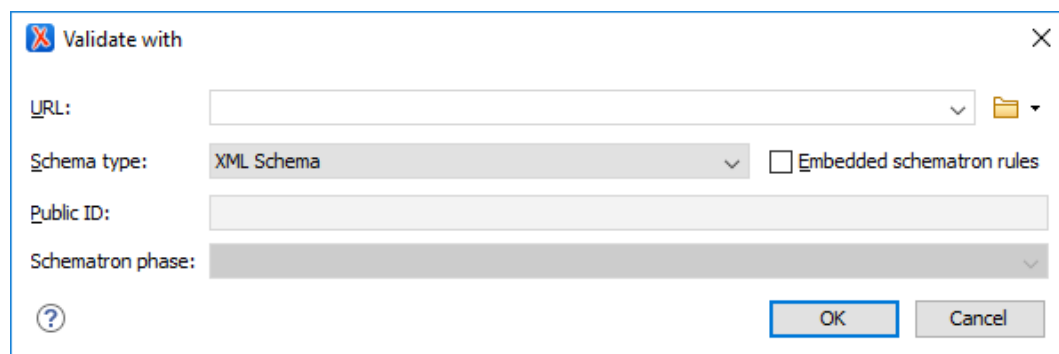 Validate with
URL:
Schema type: XML Schema Embedded schematron rules
Public ID:
Schematron phase:
? OK Cancel